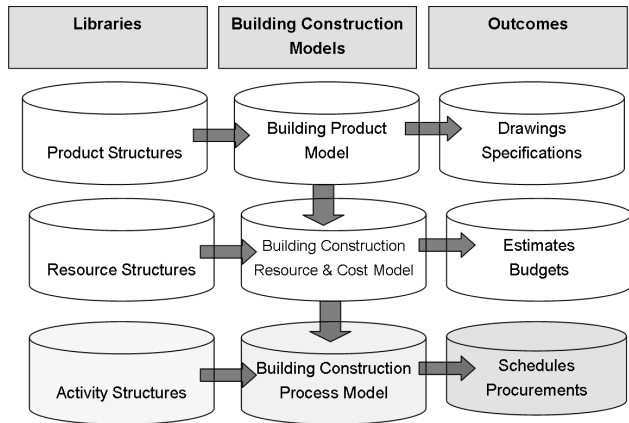 Libraries
Building Construction
Models
Outcomes
Product Structures
Building Product
Model
Drawings
Specifications
Resource Structures
Building Construction
Resource & Cost Model
Estimates
Budgets
Activity Structures
Building Construction
Process Model
Schedules
Procurements